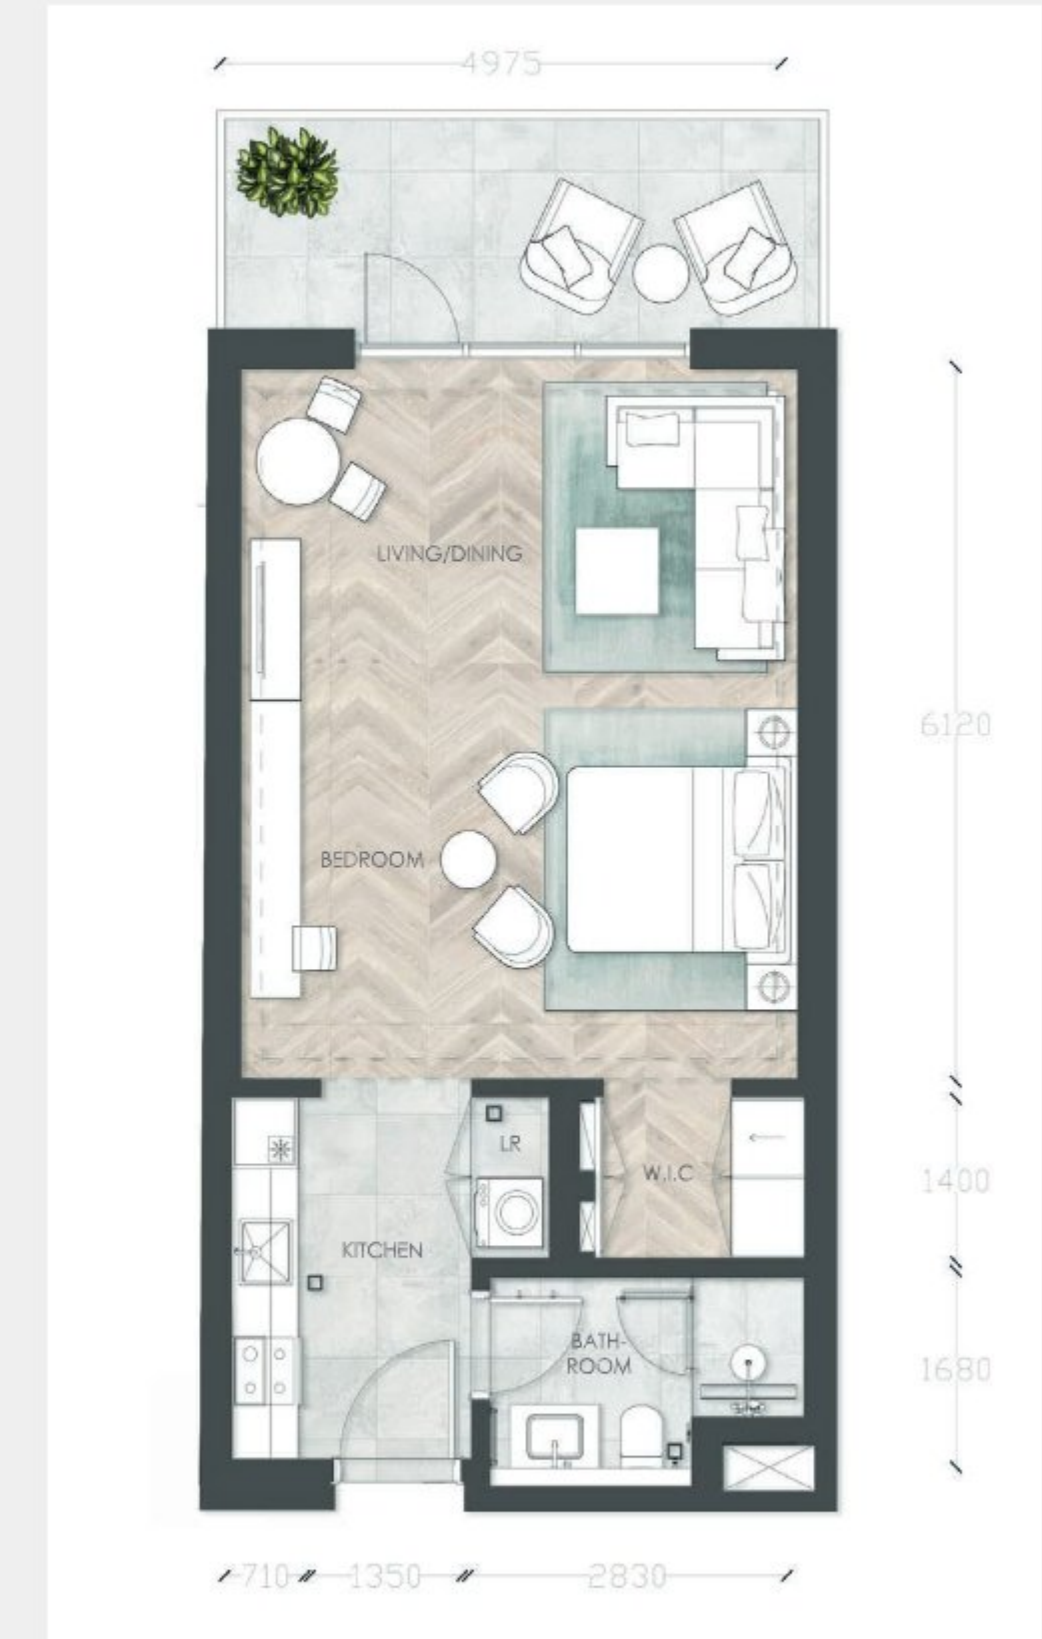 4975
LIVING/DINING
6120
BEDROOM
LR
W.I.C
1400
KITCHEN
BATH-
ROOM
1680
710
1350
2830